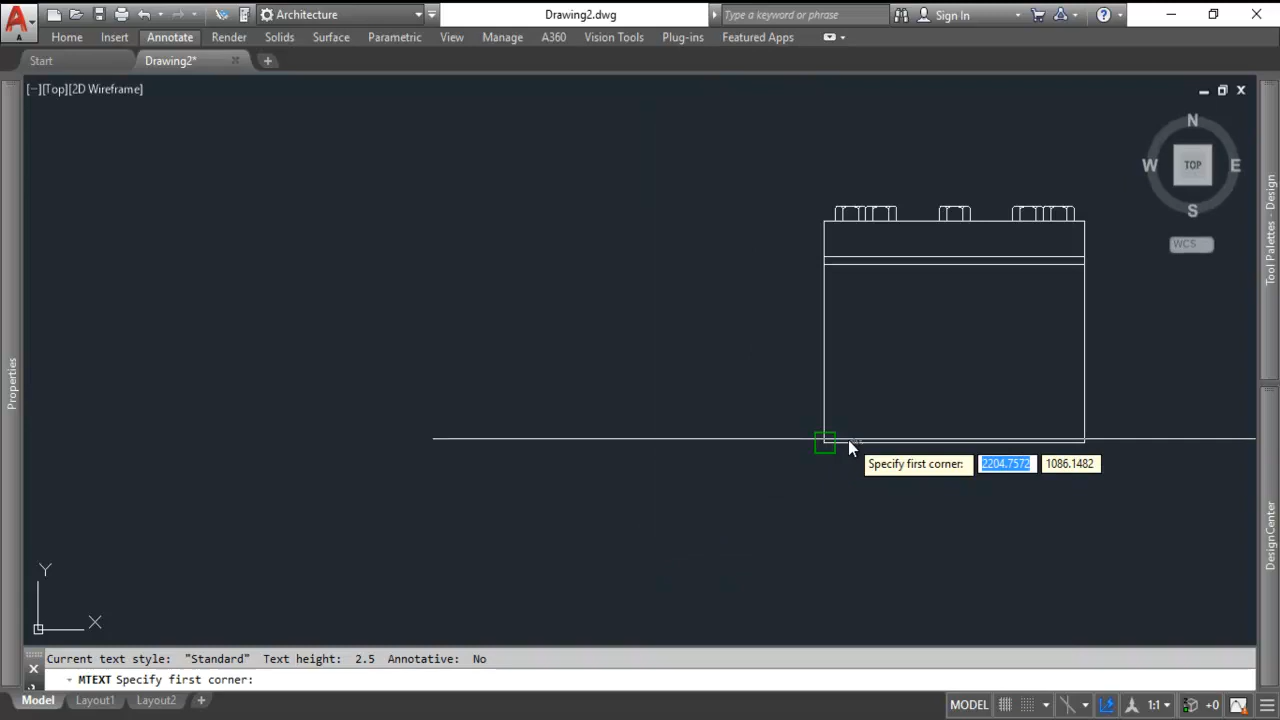 Architecture
Drawing2.dwg
Type a keyword or phrase
Sign In
A
Home
Insert
Annotate
Render
Solids
Surface
Parametric
View
Manage
A360
Vision Tools
Plug-ins
Featured Apps
Start
Drawing2*
[−][Top][2D Wireframe]
N
W
TOP
E
S
WCS
Tool Palettes - Design
Properties
Specify first corner:
2204.7572
1086.1482
DesignCenter
Y
X
Current text style: "Standard" Text height: 2.5 Annotative: No
MTEXT Specify first corner:
Model
Layout1
Layout2
MODEL
1:1
+0